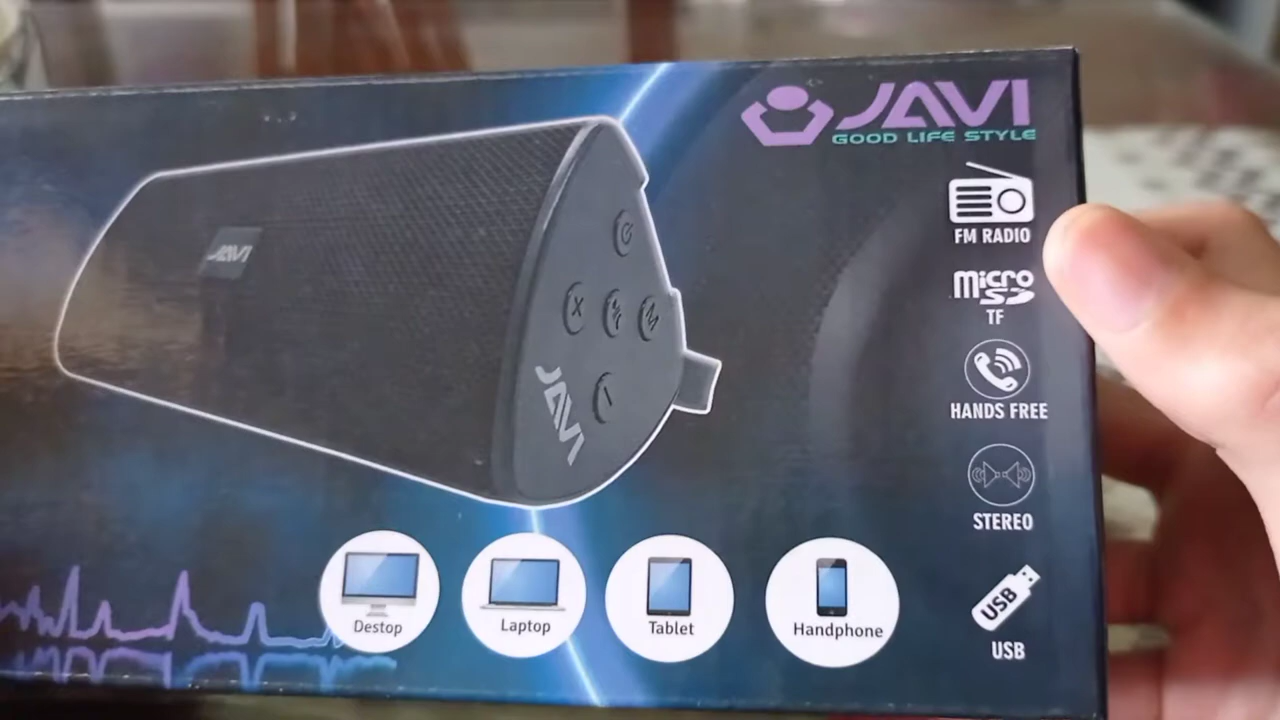 JAVI
GOOD LIFE STYLE
JAVI
JAVI
FM RADIO
Micro
SD
TF
HANDS FREE
STEREO
USB
USB
Destop
Laptop
Tablet
Handphone